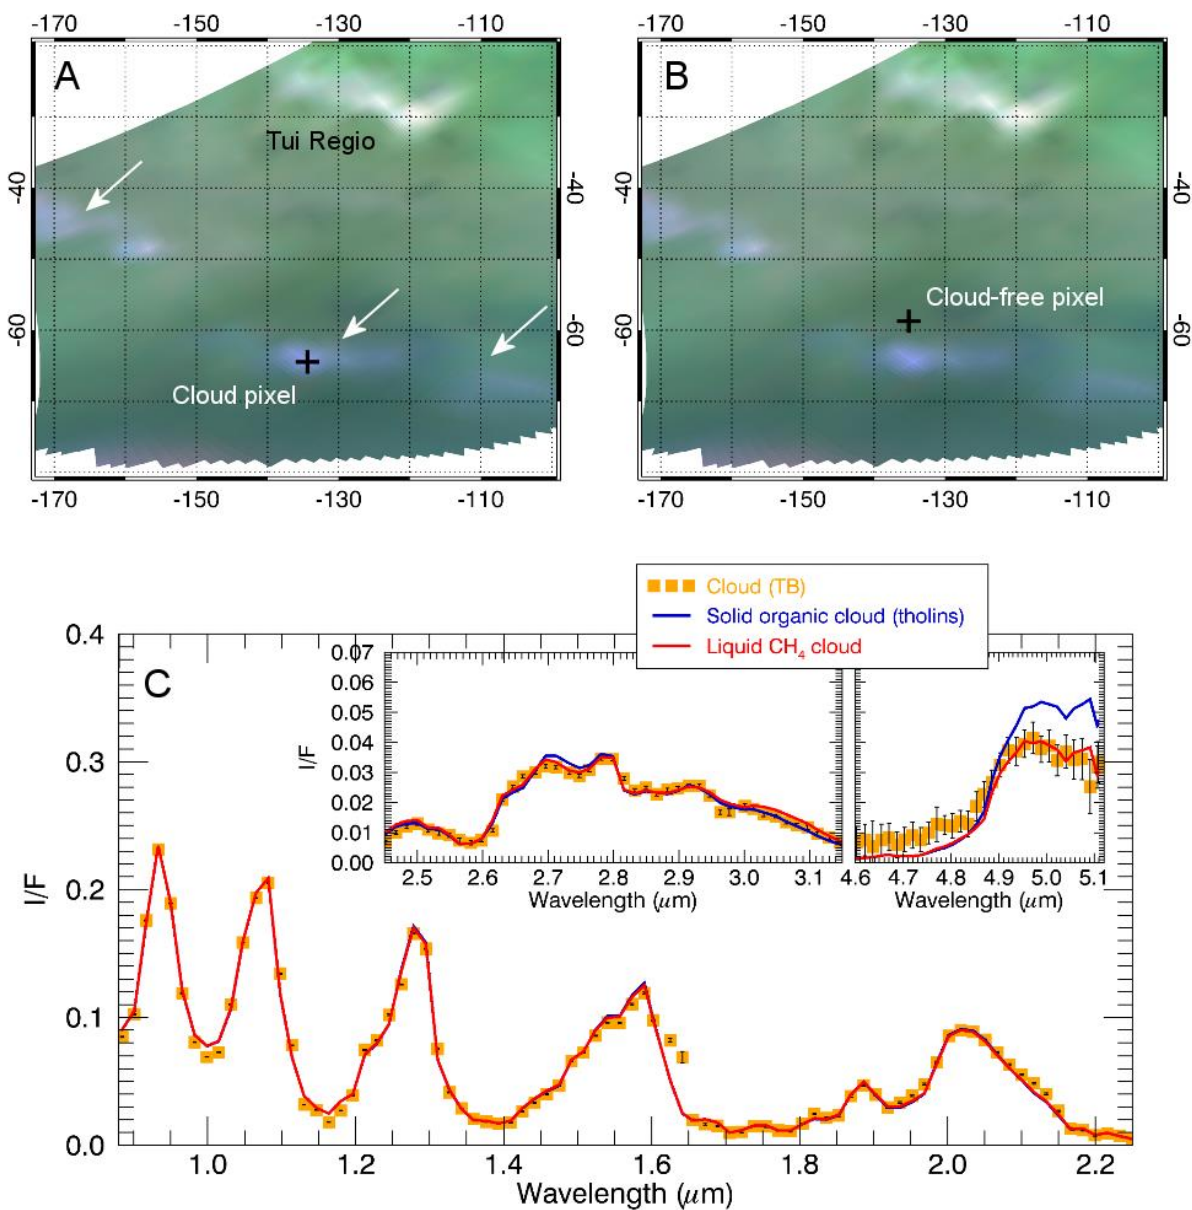 -170 -150 -130 -110
-170 -150 -130 -110
A
B
Tui Regio
-40
-40
-40
-40
Cloud-free pixel
-60
-60
-60
-60
Cloud pixel
-170 -150 -130 -110
-170 -150 -130 -110
Cloud (TB)
Solid organic cloud (tholins)
Liquid CH₄ cloud
C
I/F
0.4
0.3
0.2
0.1
0.0
1.0 1.2 1.4 1.6 1.8 2.0 2.2
Wavelength (μm)
I/F
0.07
0.06
0.05
0.04
0.03
0.02
0.01
0.00
2.5 2.6 2.7 2.8 2.9 3.0 3.1
Wavelength (μm)
4.6 4.7 4.8 4.9 5.0 5.1
Wavelength (μm)